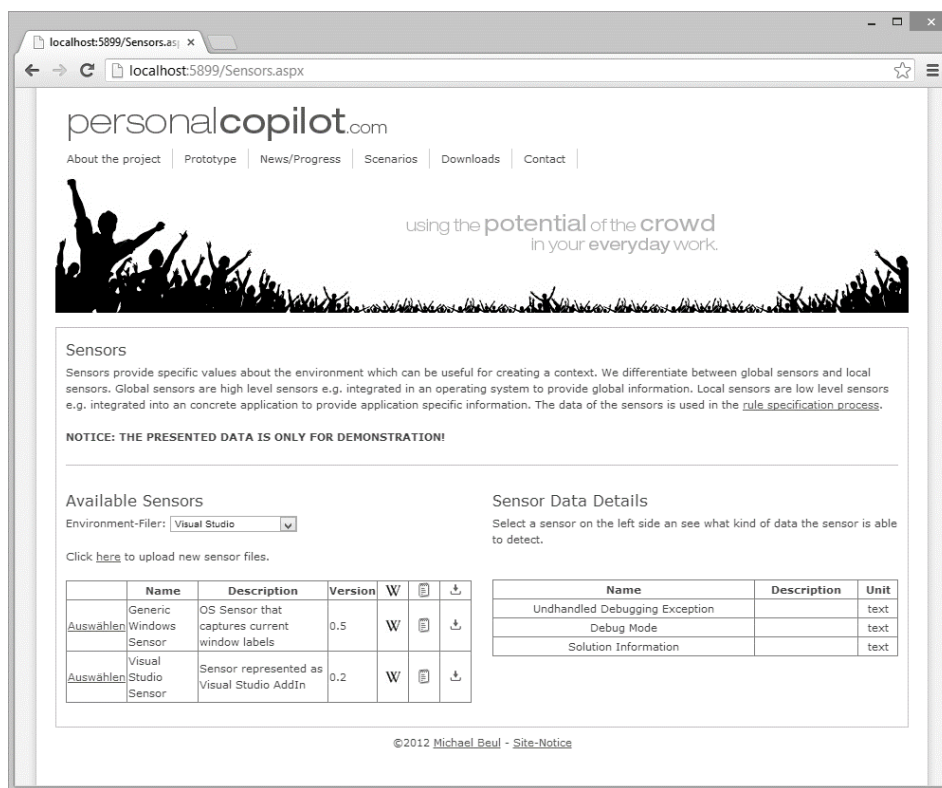 localhost:5899/Sensors.as
localhost:5899/Sensors.aspx
personalcopilot.com
About the project Prototype News/Progress Scenarios Downloads Contact
using the potential of the crowd
in your everyday work.
Sensors
Sensors provide specific values about the environment which can be useful for creating a context. We differentiate between global sensors and local
sensors. Global sensors are high level sensors e.g. integrated in an operating system to provide global information. Local sensors are low level sensors
e.g. integrated into an concrete application to provide application specific information. The data of the sensors is used in the rule specification process.
NOTICE: THE PRESENTED DATA IS ONLY FOR DEMONSTRATION!
Available Sensors
Environment-Filer: Visual Studio
Click here to upload new sensor files.
Name Description Version W
Auswählen Generic Windows Sensor OS Sensor that captures current window labels 0.5 W
Auswählen Visual Studio Sensor Sensor represented as Visual Studio AddIn 0.2 W
Sensor Data Details
Select a sensor on the left side an see what kind of data the sensor is able
to detect.
Name Description Unit
Undhandled Debugging Exception text
Debug Mode text
Solution Information text
©2012 Michael Beul - Site-Notice